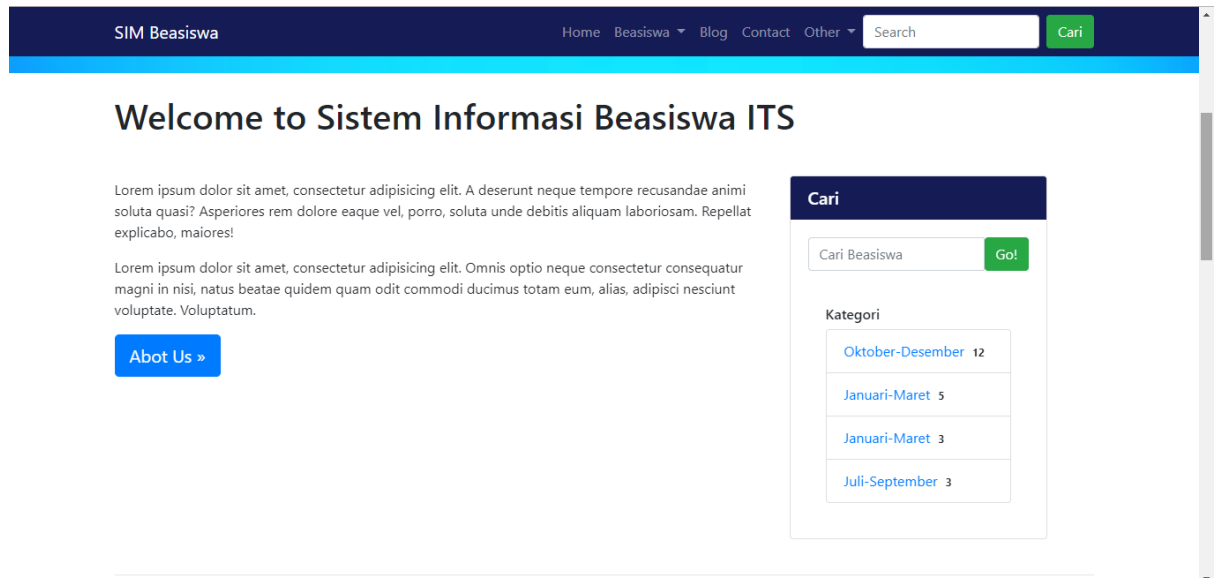 SIM Beasiswa
Home Beasiswa Blog Contact Other Search Cari
Welcome to Sistem Informasi Beasiswa ITS
Lorem ipsum dolor sit amet, consectetur adipisicing elit. A deserunt neque tempore recusandae animi
soluta quasi? Asperiores rem dolore eaque vel, porro, soluta unde debitis aliquam laboriosam. Repellat
explicabo, maiores!
Lorem ipsum dolor sit amet, consectetur adipisicing elit. Omnis optio neque consectetur consequatur
magni in nisi, natus beatae quidem quam odit commodi ducimus totam eum, alias, adipisci nesciunt
voluptate. Voluptatum.
Abot Us »
Cari
Cari Beasiswa Go!
Kategori
Oktober-Desember 12
Januari-Maret 5
Januari-Maret 3
Juli-September 3